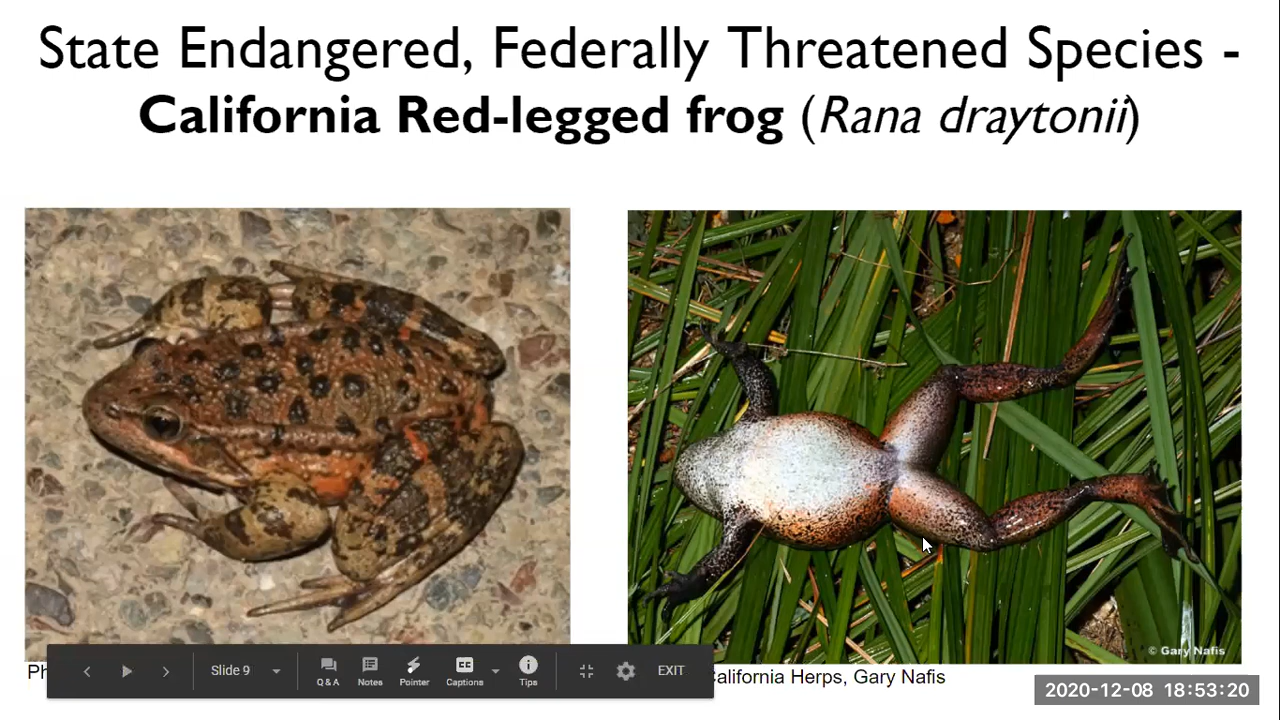 State Endangered, Federally Threatened Species -
California Red-legged frog (Rana draytonii)
© Gary Nafis
Ph
California Herps, Gary Nafis
Slide 9
Q & A
Notes
Pointer
Captions
Tips
EXIT
2020-12-08 18:53:20